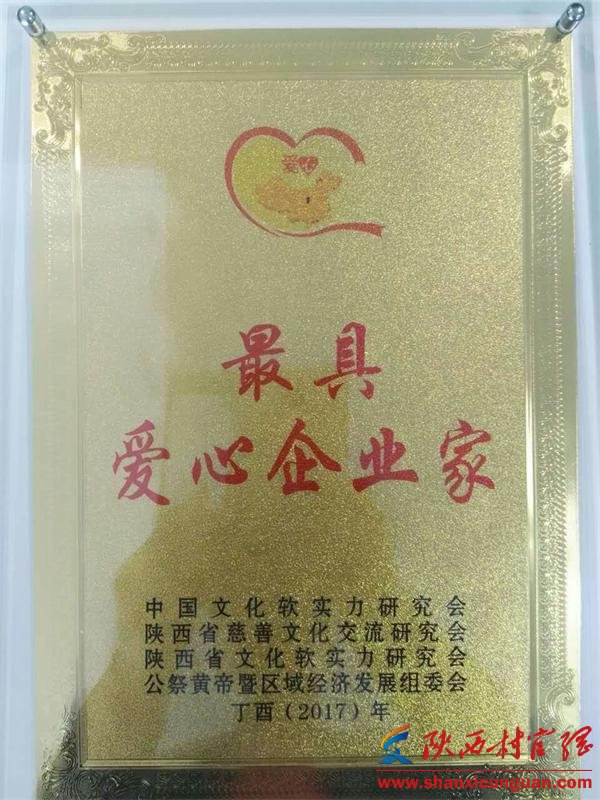 爱心
最具
爱心企业家
中国文化软实力研究会
陕西省慈善文化交流研究会
陕西省文化软实力研究会
公祭黄帝暨区域经济发展组委会
丁酉(2017)年
陕西村官网
www.shanxicunguan.com